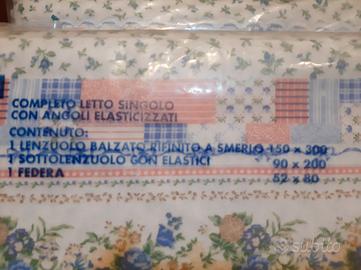 COMPLETO LETTO SINGOLO
CON ANGOLI ELASTICIZZATI
CONTENUTO:
1 LENZUOLO BALZATO RIFINITO A SMERLO 150 x 300
1 SOTTOLENZUOLO CON ELASTICI 90 x 200
1 FEDERA 52 x 80
subito